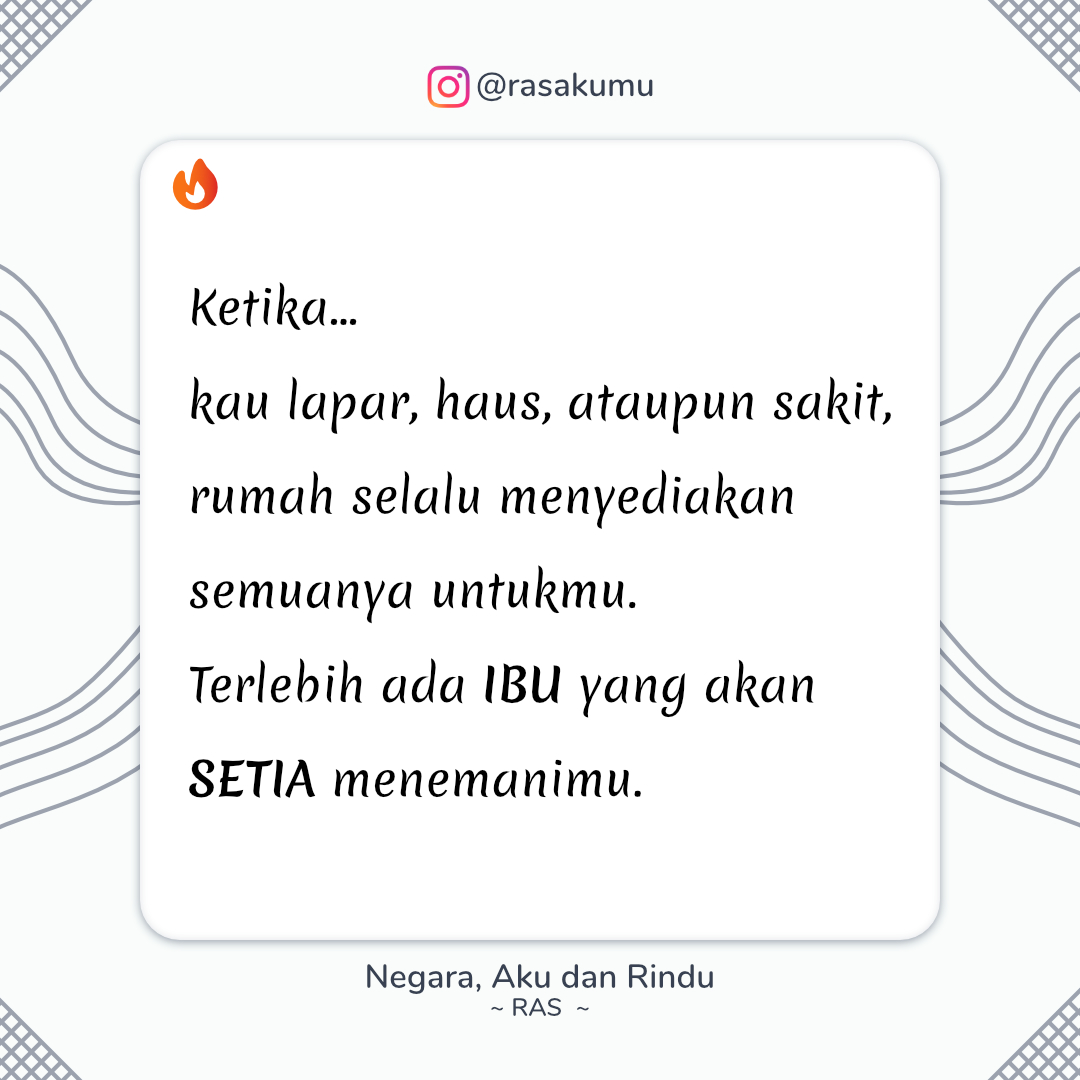 @rasakumu
Ketika...
kau lapar, haus, ataupun sakit,
rumah selalu menyediakan
semuanya untukmu.
Terlebih ada IBU yang akan
SETIA menemanimu.
Negara, Aku dan Rindu
~ RAS ~